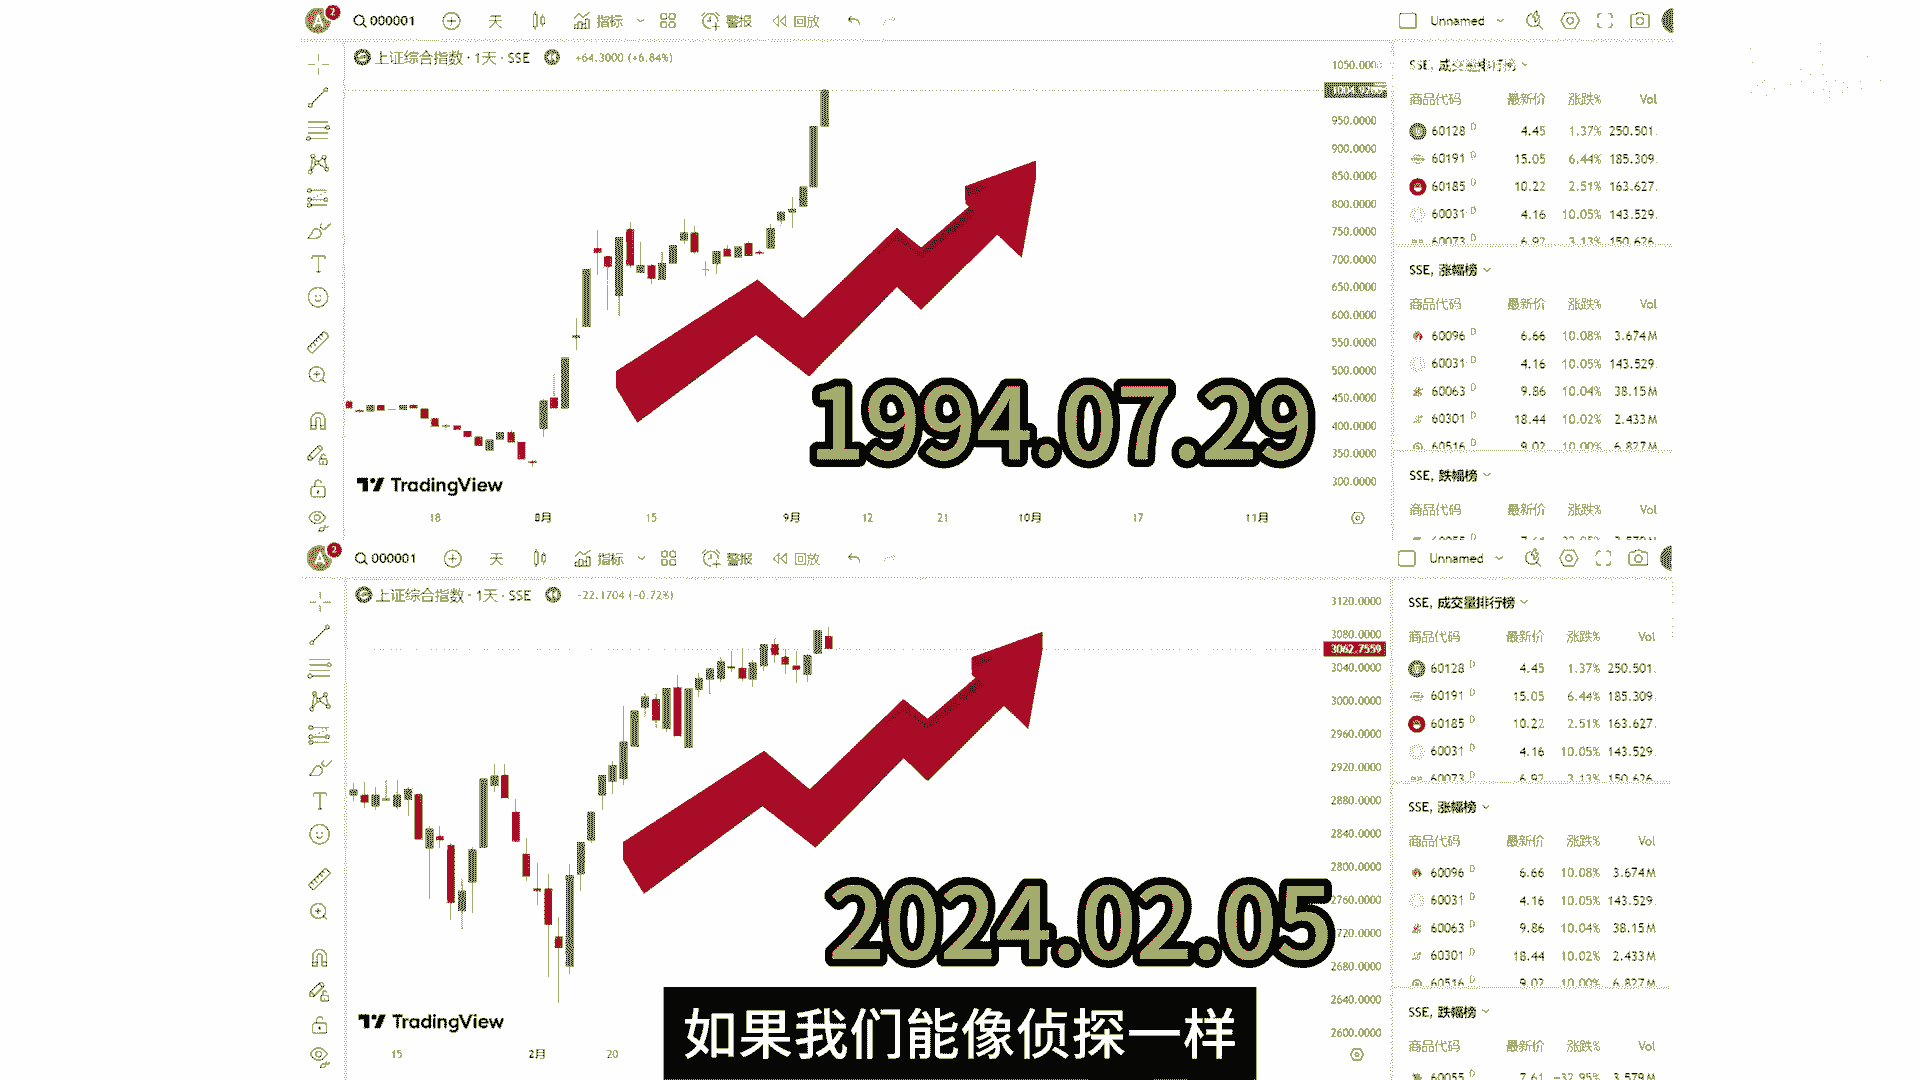 A 2 000001 天 指标 警报 回放 Unnamed
上证综合指数 · 1天 · SSE +64.3000 (+6.84%)
1050.0000
950.0000
900.0000
850.0000
800.0000
750.0000
700.0000
650.0000
600.0000
550.0000
500.0000
450.0000
400.0000
350.0000
300.0000
1994.07.29
TradingView
18 8月 15 9月 12 21 10月 17 11月
SSE, 成交量排行榜
商品代码 最新价 涨跌% Vol
60128 D 4.45 1.37% 250.501
60191 D 15.05 6.44% 185.309
60185 D 10.22 2.51% 163.627
60031 D 4.16 10.05% 143.529
60073 D 6.92 3.13% 150.626
SSE, 涨幅榜
商品代码 最新价 涨跌% Vol
60096 D 6.66 10.08% 3.674M
60031 D 4.16 10.05% 143.529
60063 D 9.86 10.04% 38.15M
60301 D 18.44 10.02% 2.433M
60516 D 9.02 10.00% 6.827M
SSE, 跌幅榜
商品代码 最新价 涨跌% Vol
A 2 000001 天 指标 警报 回放 Unnamed
上证综合指数 · 1天 · SSE -22.1704 (-0.72%)
3120.0000
3080.0000
3062.7559
3040.0000
3000.0000
2960.0000
2920.0000
2880.0000
2840.0000
2800.0000
2760.0000
2720.0000
2680.0000
2640.0000
2600.0000
2024.02.05
TradingView
15 2月 20
SSE, 成交量排行榜
商品代码 最新价 涨跌% Vol
60128 D 4.45 1.37% 250.501
60191 D 15.05 6.44% 185.309
60185 D 10.22 2.51% 163.627
60031 D 4.16 10.05% 143.529
60073 D 6.92 3.13% 150.626
SSE, 涨幅榜
商品代码 最新价 涨跌% Vol
60096 D 6.66 10.08% 3.674M
60031 D 4.16 10.05% 143.529
60063 D 9.86 10.04% 38.15M
60301 D 18.44 10.02% 2.433M
60516 D 9.02 10.00% 6.827M
SSE, 跌幅榜
商品代码 最新价 涨跌% Vol
60055 D 7.61 -32.95% 3.579M
如果我们能像侦探一样